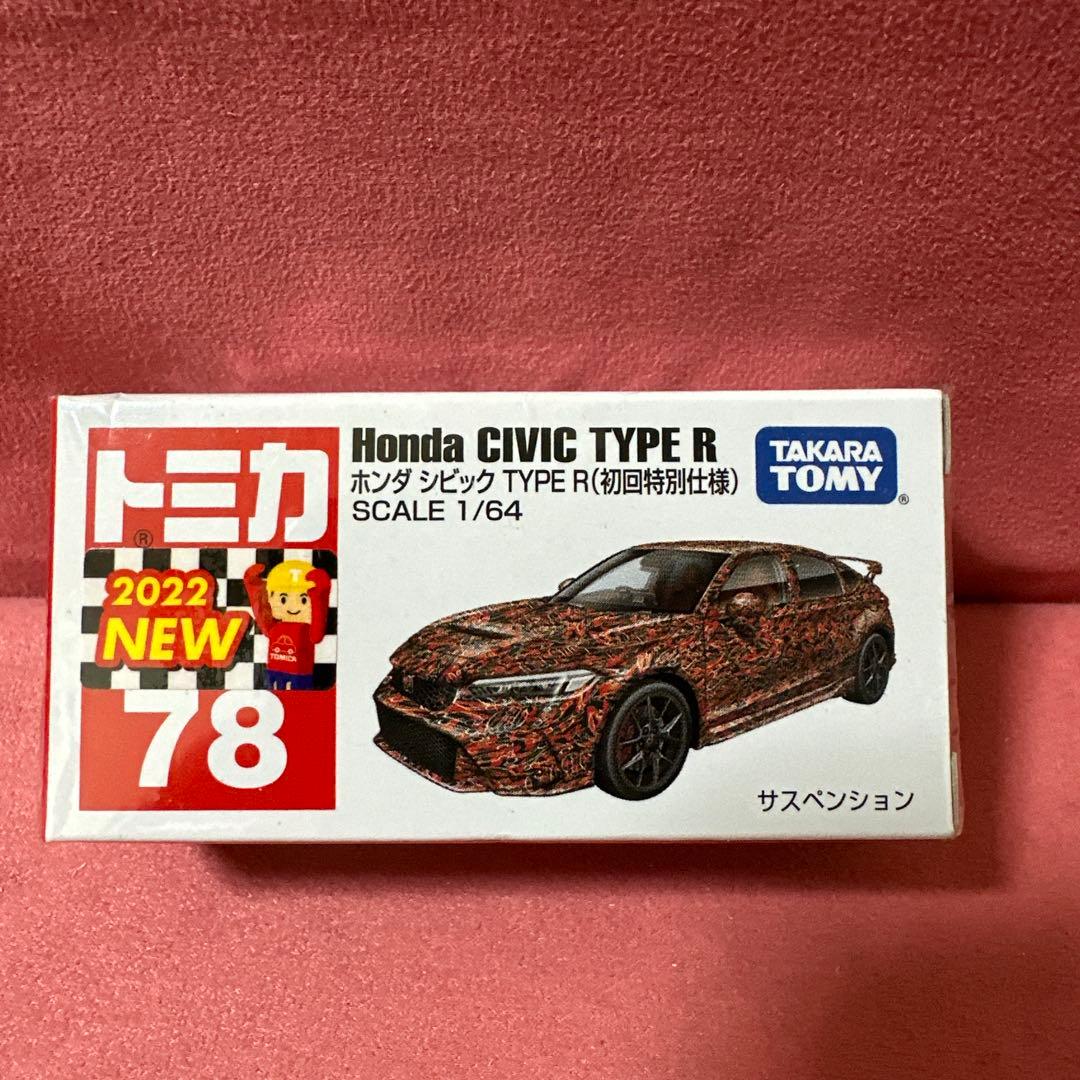 トミカ
®
2022
NEW
TOMICA
78
Honda CIVIC TYPE R
ホンダ シビック TYPE R(初回特別仕様)
SCALE 1/64
TAKARA
TOMY
®
サスペンション
T